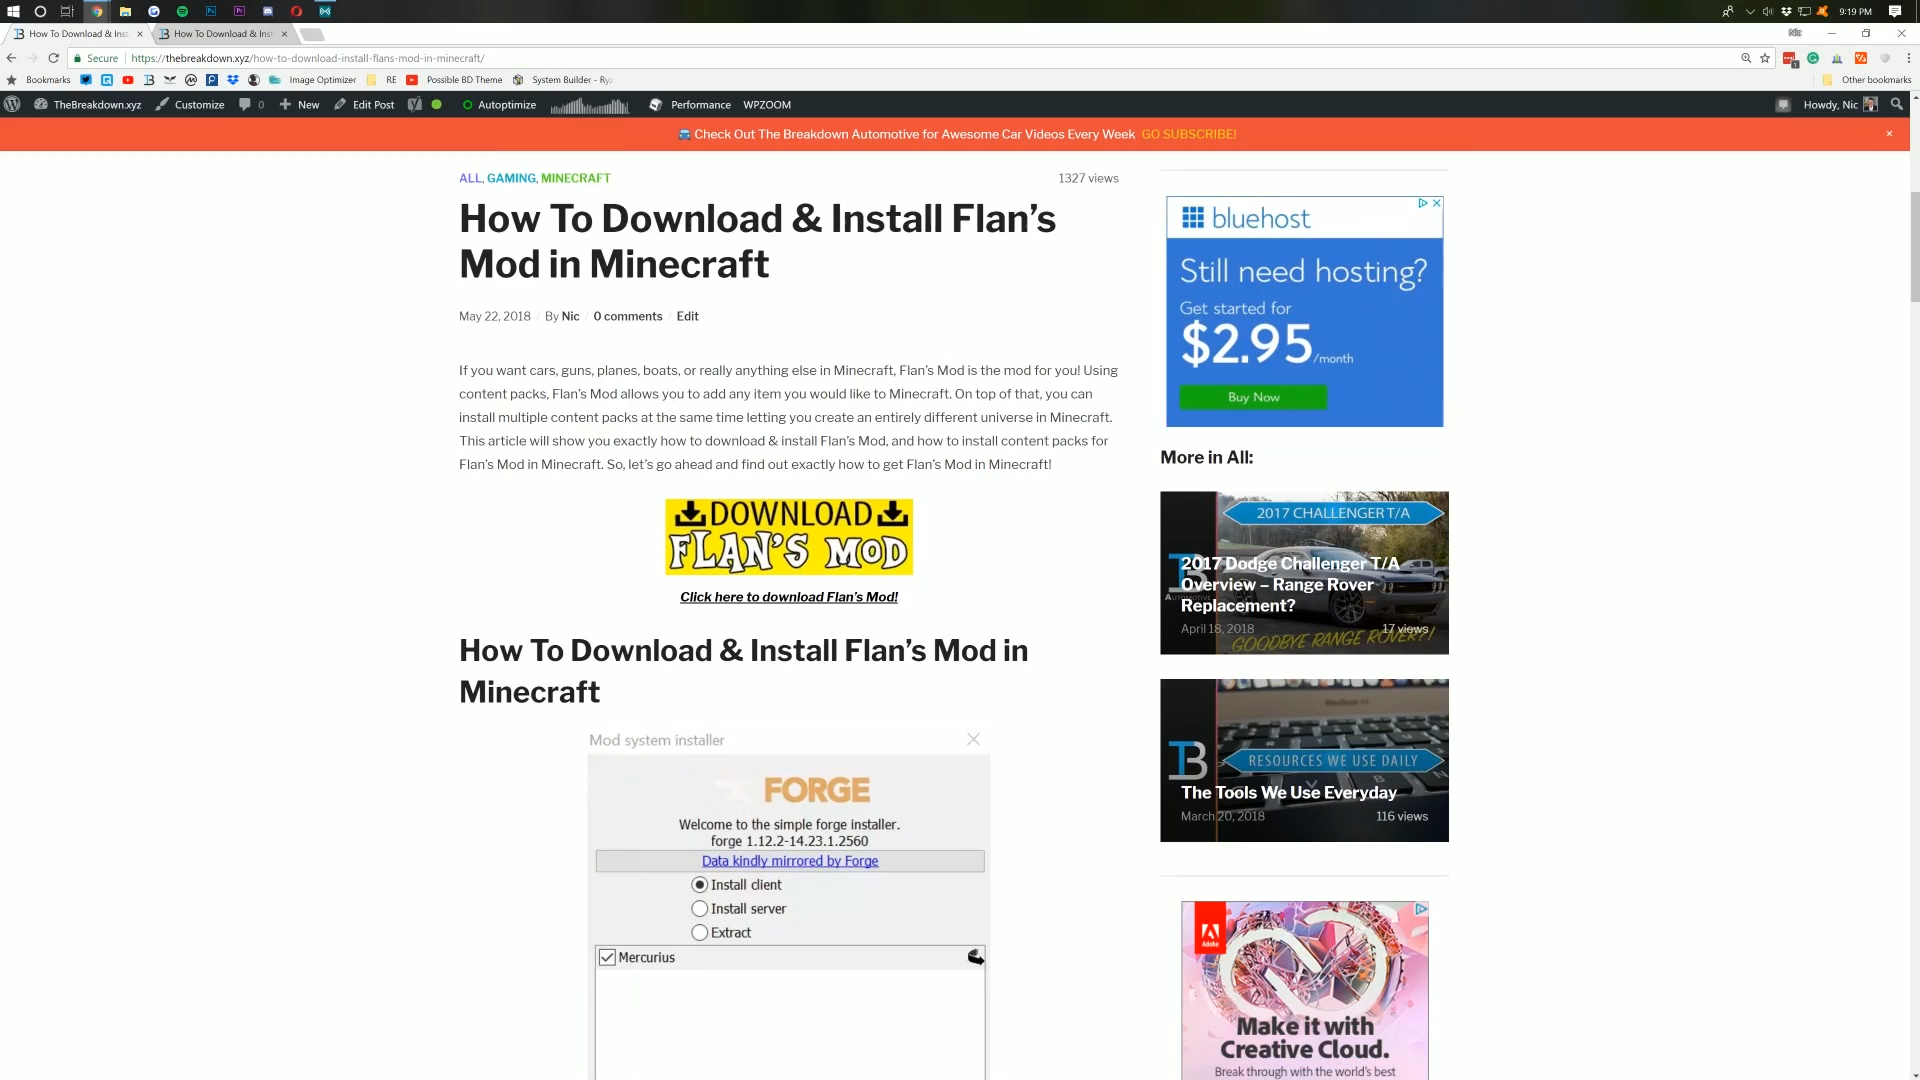 9:19 PM
How To Download & Inst
How To Download & Inst
Nic
Secure
https://thebreakdown.xyz/how-to-download-install-flans-mod-in-minecraft/
Bookmarks
Image Optimizer
RE
Possible BD Theme
System Builder - Ryz
Other bookmarks
TheBreakdown.xyz
Customize
0
New
Edit Post
Autoptimize
Performance
WPZOOM
Howdy, Nic
Check Out The Breakdown Automotive for Awesome Car Videos Every Week GO SUBSCRIBE!
ALL, GAMING, MINECRAFT
1327 views
How To Download & Install Flan's
Mod in Minecraft
May 22, 2018 / By Nic / 0 comments / Edit
If you want cars, guns, planes, boats, or really anything else in Minecraft, Flan's Mod is the mod for you! Using
content packs, Flan's Mod allows you to add any item you would like to Minecraft. On top of that, you can
install multiple content packs at the same time letting you create an entirely different universe in Minecraft.
This article will show you exactly how to download & install Flan's Mod, and how to install content packs for
Flan's Mod in Minecraft. So, let's go ahead and find out exactly how to get Flan's Mod in Minecraft!
DOWNLOAD
FLAN'S MOD
Click here to download Flan's Mod!
How To Download & Install Flan's Mod in
Minecraft
Mod system installer
FORGE
Welcome to the simple forge installer.
forge 1.12.2-14.23.1.2560
Data kindly mirrored by Forge
Install client
Install server
Extract
Mercurius
bluehost
Still need hosting?
Get started for
$2.95/month
Buy Now
More in All:
2017 CHALLENGER T/A
2017 Dodge Challenger T/A
Overview – Range Rover
Replacement?
April 18, 2018
17 views
GOODBYE RANGE ROVER?!
RESOURCES WE USE DAILY
The Tools We Use Everyday
March 20, 2018
116 views
Adobe
Make it with
Creative Cloud.
Break through with the world's best